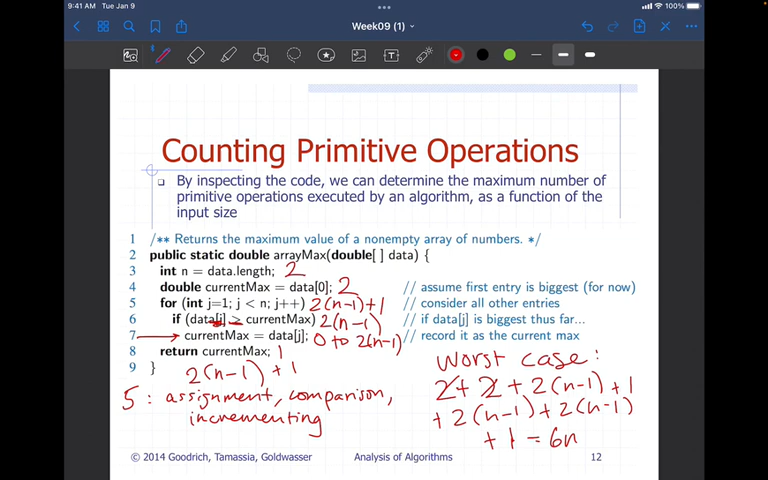 9:41 AM Tue Jan 9
100%
Week09 (1)
Counting Primitive Operations
By inspecting the code, we can determine the maximum number of
primitive operations executed by an algorithm, as a function of the
input size
1 /** Returns the maximum value of a nonempty array of numbers. */
2 public static double arrayMax(double[ ] data) {
3 int n = data.length; 2
4 double currentMax = data[0]; 2 // assume first entry is biggest (for now)
5 for (int j=1; j < n; j++) 2(n-1)+1 // consider all other entries
6 if (data[j] > currentMax) 2(n-1) // if data[j] is biggest thus far...
7 currentMax = data[j]; 0 to 2(n-1) // record it as the current max
8 return currentMax; 1
9 }
2(n-1) + 1
5 : assignment, comparison,
incrementing
worst case :
2 + 2 + 2(n-1) + 1
+ 2(n-1) + 2(n-1)
+ 1 = 6n
© 2014 Goodrich, Tamassia, Goldwasser Analysis of Algorithms 12